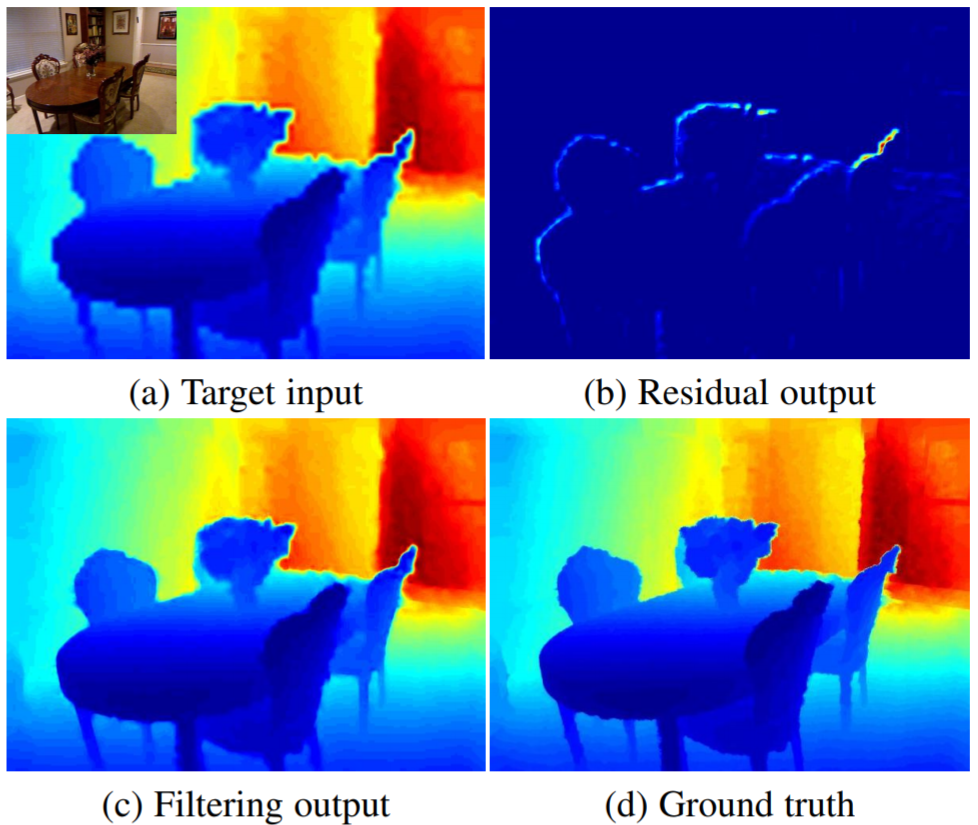 (a) Target input
(b) Residual output
(c) Filtering output
(d) Ground truth